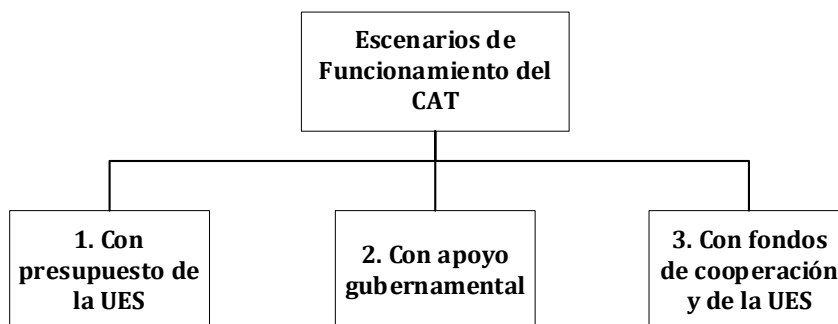 Escenarios de
Funcionamiento del
CAT
1. Con
presupuesto de
la UES
2. Con apoyo
gubernamental
3. Con fondos
de cooperación
y de la UES